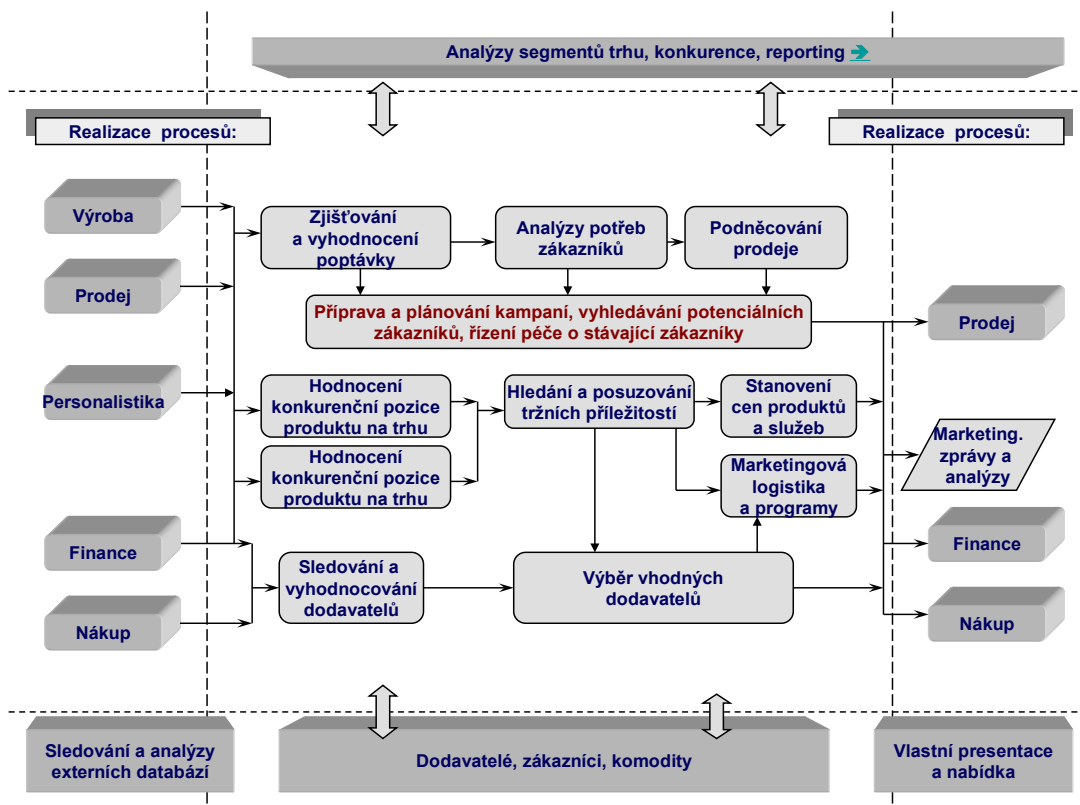 Analýzy segmentů trhu, konkurence, reporting ➔
Realizace procesů:
Realizace procesů:
Výroba
Prodej
Personalistika
Finance
Nákup
Zjišťování
a vyhodnocení
poptávky
Analýzy potřeb
zákazníků
Podněcování
prodeje
Příprava a plánování kampaní, vyhledávání potenciálních
zákazníků, řízení péče o stávající zákazníky
Hodnocení
konkurenční pozice
produktu na trhu
Hodnocení
konkurenční pozice
produktu na trhu
Hledání a posuzování
tržních příležitostí
Stanovení
cen produktů
a služeb
Marketingová
logistika
a programy
Sledování a
vyhodnocování
dodavatelů
Výběr vhodných
dodavatelů
Prodej
Marketing.
zprávy a
analýzy
Finance
Nákup
Sledování a analýzy
externích databází
Dodavatelé, zákazníci, komodity
Vlastní presentace
a nabídka